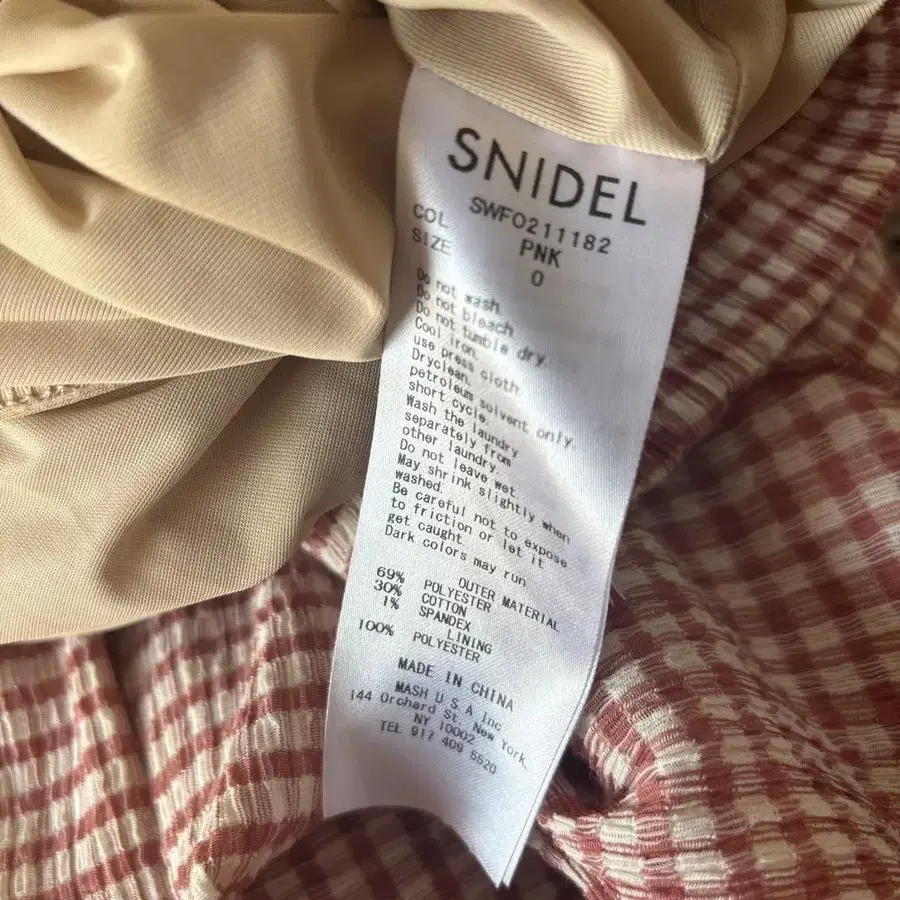 SNIDEL
SWFO211182
COL PNK
SIZE 0
Do not wash.
Do not bleach
Do not tumble dry.
Cool iron.
use press cloth.
Dryclean.
petroleum solvent only.
short cycle.
Wash the laundry
separately from
other laundry.
Do not leave wet
May shrink slightly when
washed.
Be careful not to expose
to friction or let it
get caught.
Dark colors may run
OUTER MATERIAL
69% POLYESTER
30% COTTON
1% SPANDEX
LINING
100% POLYESTER
MADE IN CHINA
MASH U S A Inc.
144 Orchard St. New York.
NY 10002
TEL 917 409 5520